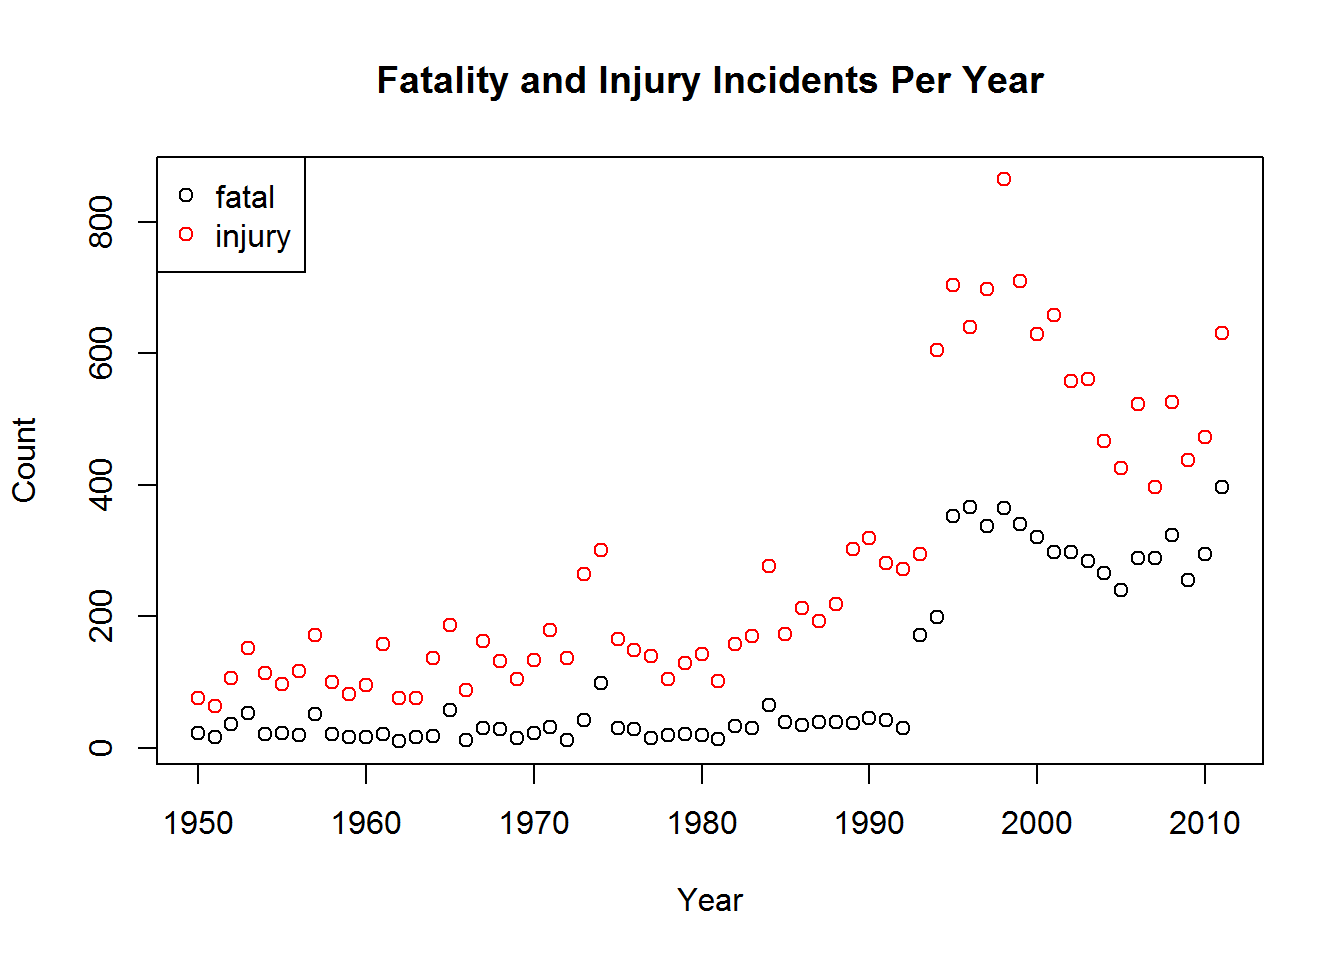 Fatality and Injury Incidents Per Year
fatal
injury
800
600
400
200
0
Count
1950 1960 1970 1980 1990 2000 2010
Year